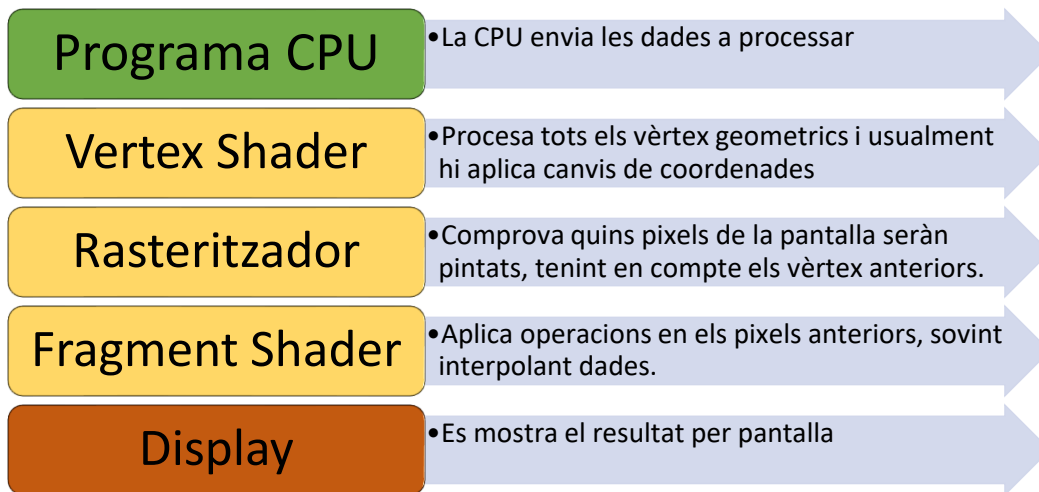 Programa CPU
•La CPU envia les dades a processar
Vertex Shader
•Procesa tots els vèrtex geometrics i usualment
hi aplica canvis de coordenades
Rasteritzador
•Comprova quins pixels de la pantalla seràn
pintats, tenint en compte els vèrtex anteriors.
Fragment Shader
•Aplica operacions en els pixels anteriors, sovint
interpolant dades.
Display
•Es mostra el resultat per pantalla